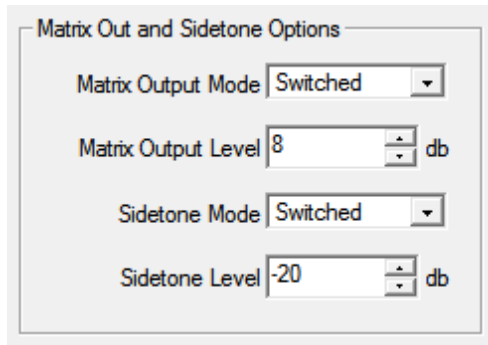 Matrix Out and Sidetone Options
Matrix Output Mode Switched
Matrix Output Level 8 db
Sidetone Mode Switched
Sidetone Level -20 db